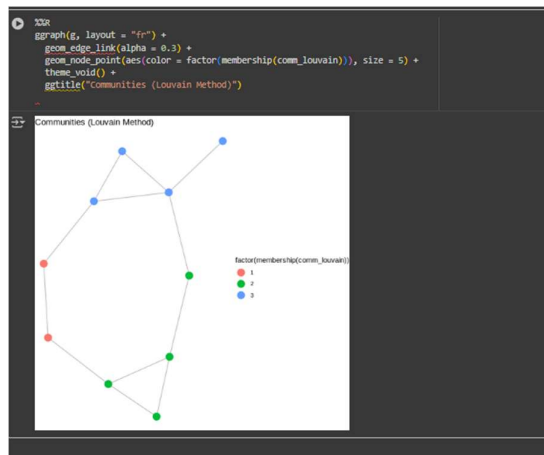 %%R
ggraph(g, layout = "fr") +
geom_edge_link(alpha = 0.3) +
geom_node_point(aes(color = factor(membership(comm_louvain))), size = 5) +
theme_void() +
ggtitle("Communities (Louvain Method)")
Communities (Louvain Method)
factor(membership(comm_louvain))
1
2
3